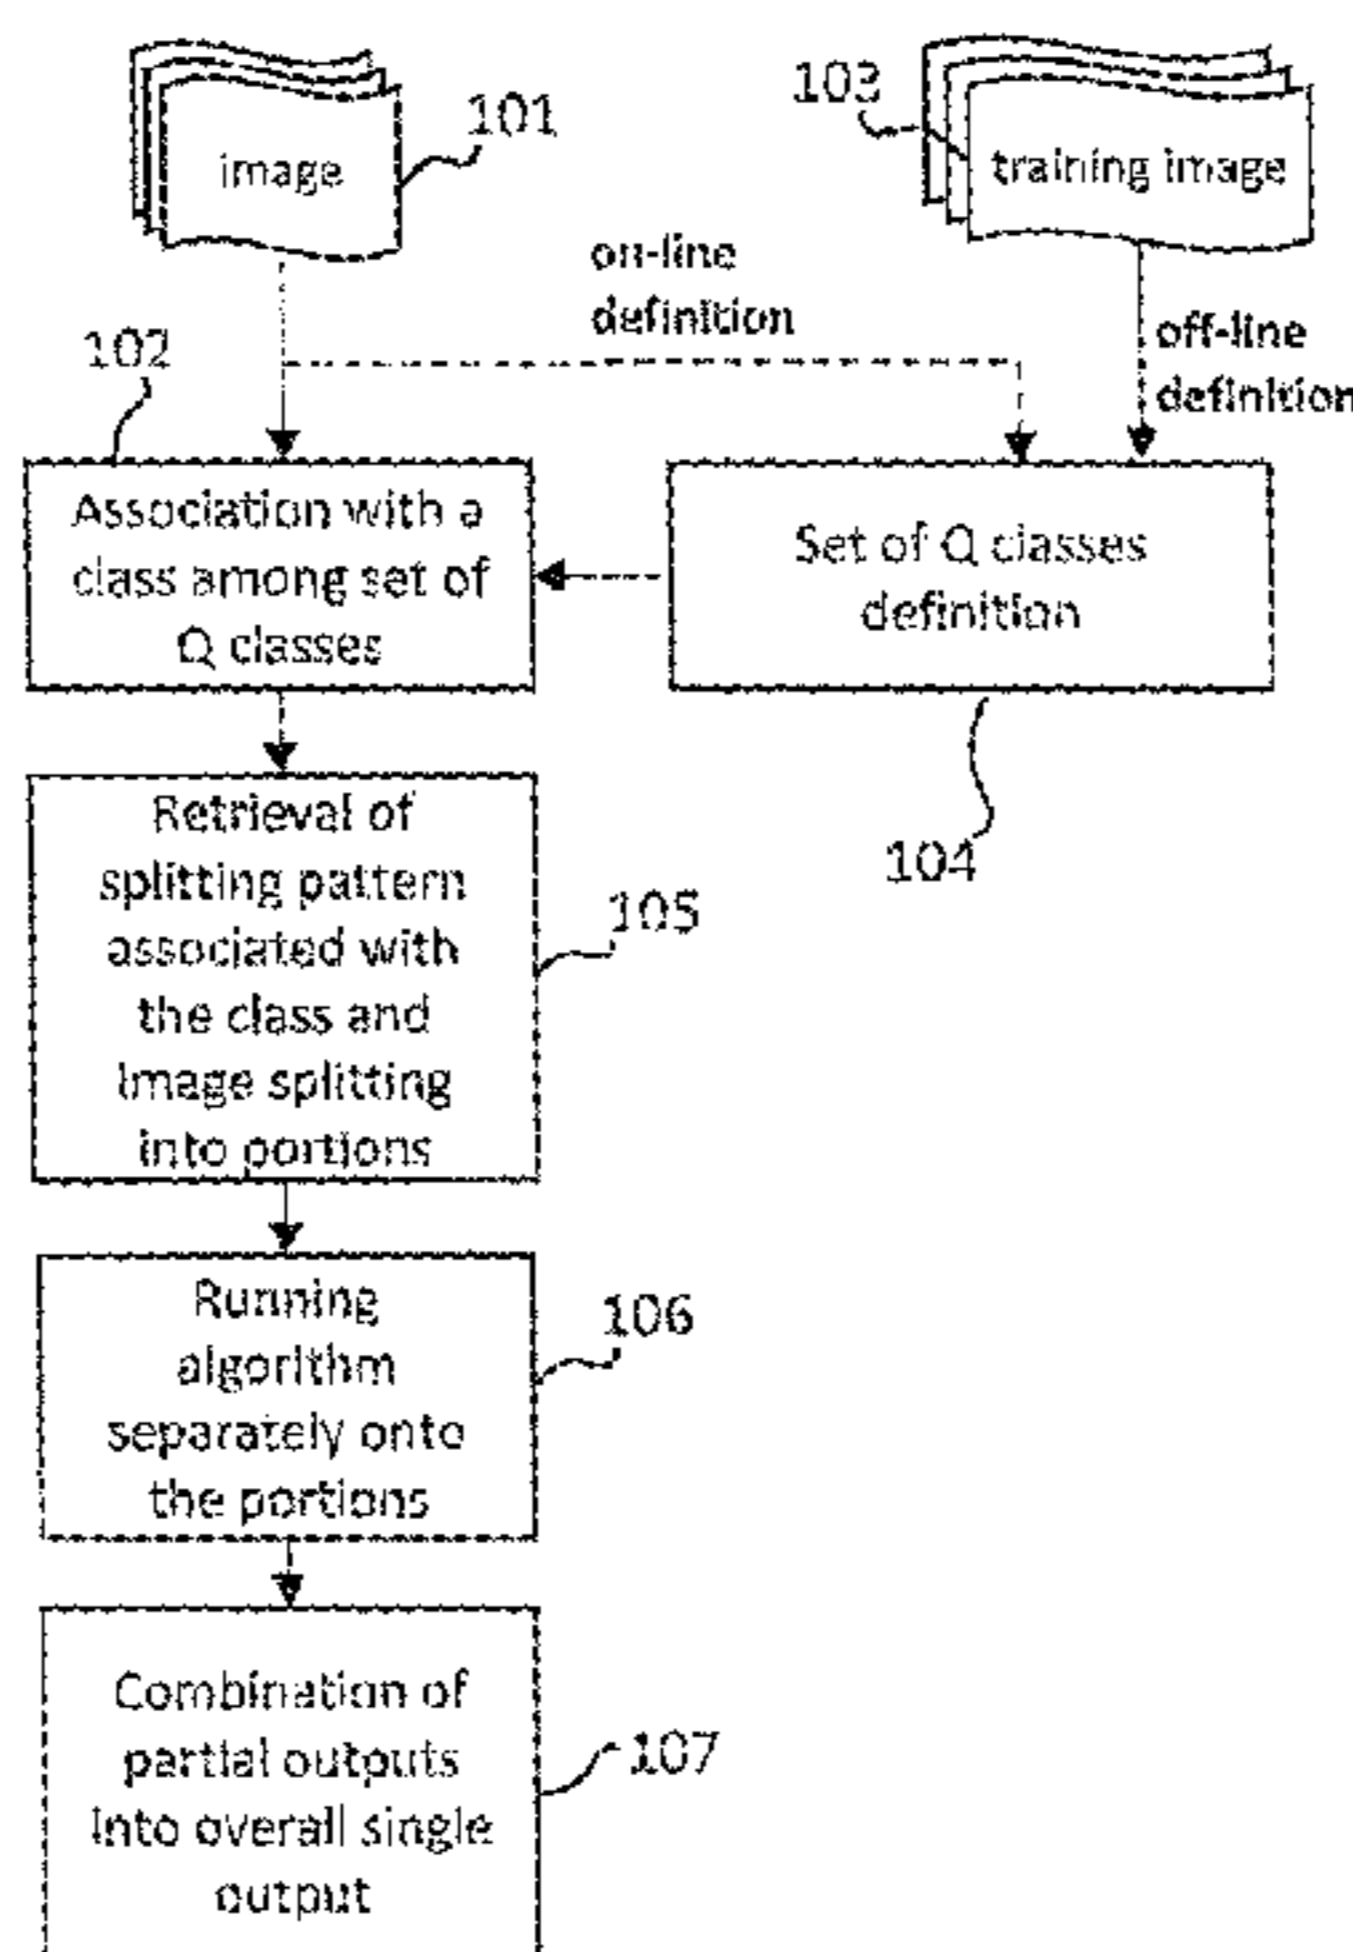 image
101
103
training image
on-line
definition
off-line
definition
102
Association with a
class among set of
Q classes
Set of Q classes
definition
104
Retrieval of
splitting pattern
associated with
the class and
image splitting
into portions
105
Running
algorithm
separately onto
the portions
106
Combination of
partial outputs
into overall single
output
107